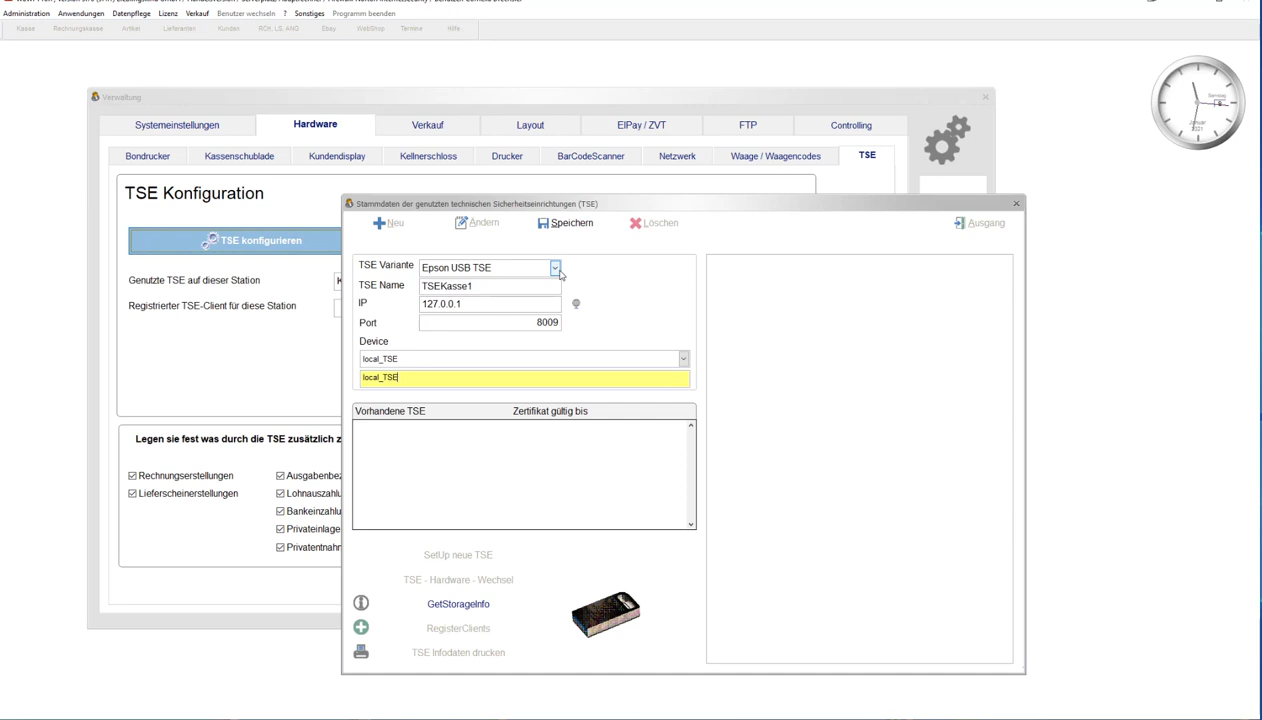 Administration Anwendungen Datenpflege Lizenz Verkauf Benutzer wechseln ? Sonstiges Programm beenden
Kasse Rechnungskasse Artikel Lieferanten Kunden RCH, LS, ANG Ebay WebShop Termine Hilfe
Samstag
Januar
2021
Verwaltung
Systemeinstellungen Hardware Verkauf Layout ElPay / ZVT FTP Controlling
Bondrucker Kassenschublade Kundendisplay Kellnerschloss Drucker BarCodeScanner Netzwerk Waage / Waagencodes TSE
TSE Konfiguration
TSE konfigurieren
Genutzte TSE auf dieser Station
Registrierter TSE-Client für diese Station
Legen sie fest was durch die TSE zusätzlich z
Rechnungserstellungen
Lieferscheinerstellungen
Ausgabenbez
Lohnauszahlu
Bankeinzahlu
Privateinlage
Privatentnahm
Stammdaten der genutzten technischen Sicherheitseinrichtungen (TSE)
Neu Ändern Speichern Löschen Ausgang
TSE Variante Epson USB TSE
TSE Name TSEKasse1
IP 127.0.0.1
Port 8009
Device
local_TSE
local_TSE
Vorhandene TSE Zertifikat gültig bis
SetUp neue TSE
TSE - Hardware - Wechsel
GetStorageInfo
RegisterClients
TSE Infodaten drucken